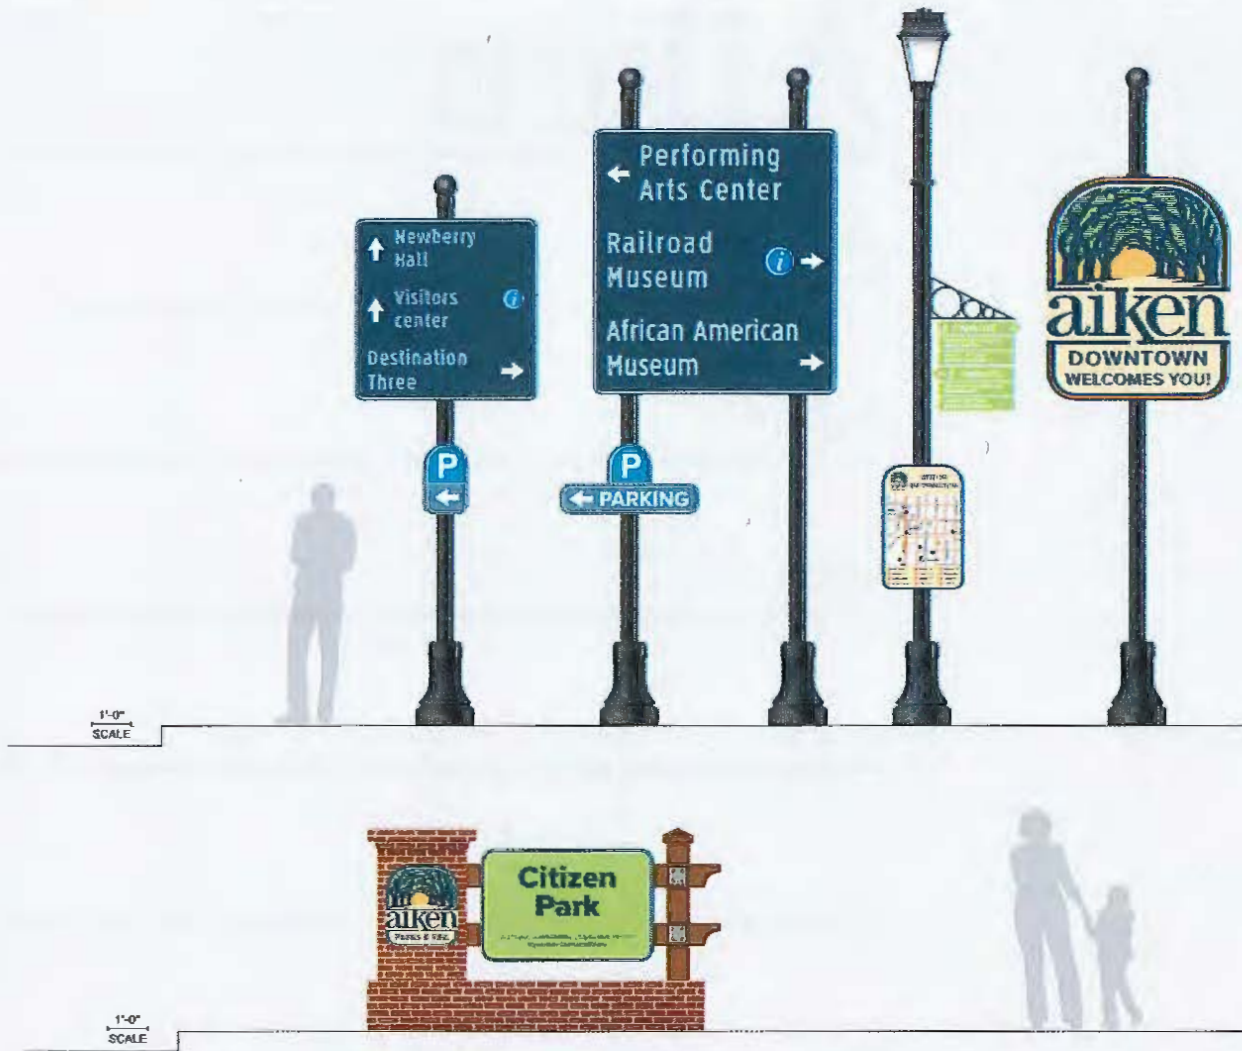 Newberry
Hall
Visitors
center
i
Destination
Three
P
Performing
Arts Center
Railroad
Museum
i
African American
Museum
P
PARKING
aiken
DOWNTOWN
WELCOMES YOU!
1'-0"
SCALE
aiken
PARKS & REC.
Citizen
Park
1'-0"
SCALE